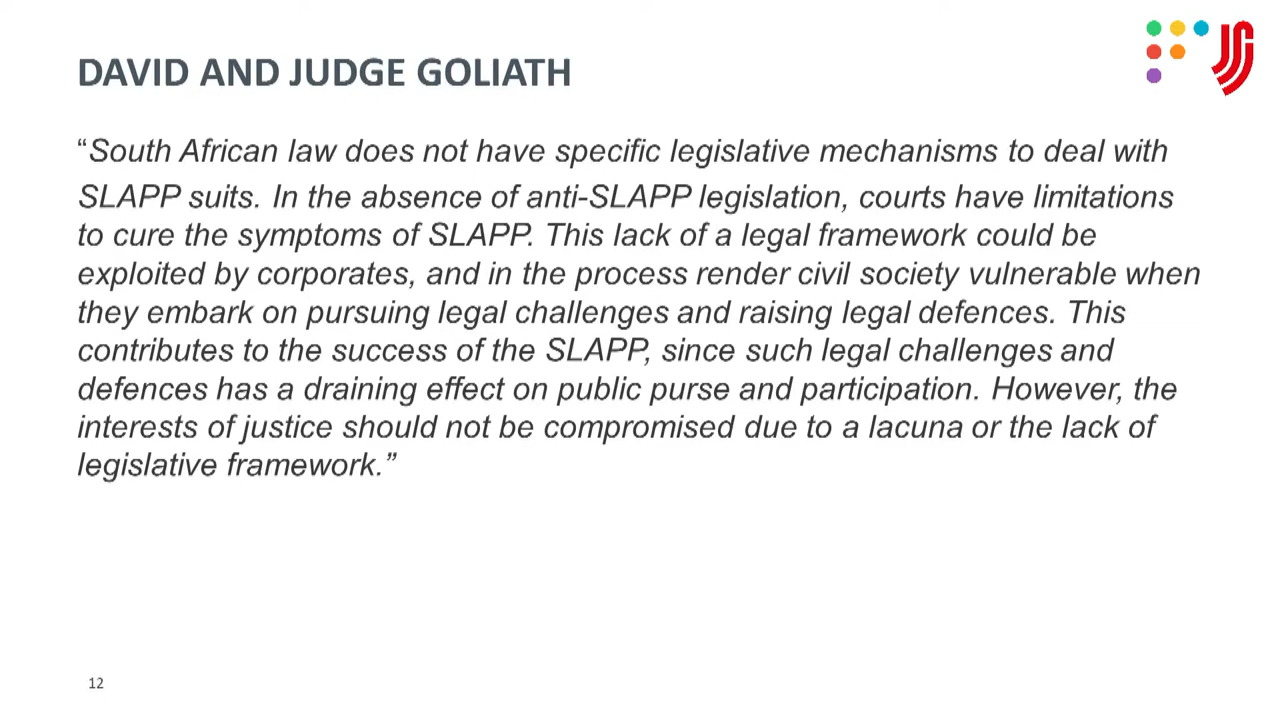 DAVID AND JUDGE GOLIATH
“South African law does not have specific legislative mechanisms to deal with
SLAPP suits. In the absence of anti-SLAPP legislation, courts have limitations
to cure the symptoms of SLAPP. This lack of a legal framework could be
exploited by corporates, and in the process render civil society vulnerable when
they embark on pursuing legal challenges and raising legal defences. This
contributes to the success of the SLAPP, since such legal challenges and
defences has a draining effect on public purse and participation. However, the
interests of justice should not be compromised due to a lacuna or the lack of
legislative framework.”
12